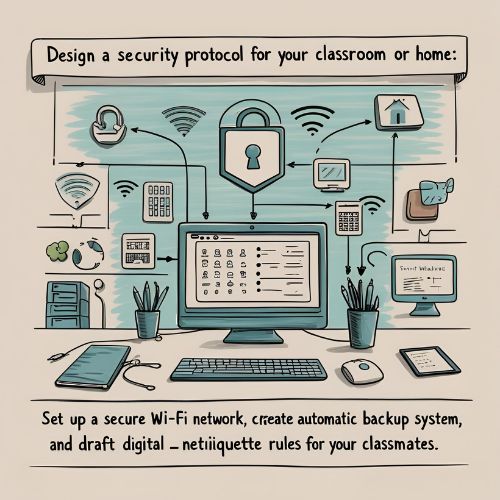 Design a security protocol for your classroom or home:
Set up a secure Wi-Fi network, crɛate automatic backup system,
and draft digital – netiiquette rules for your classmates.